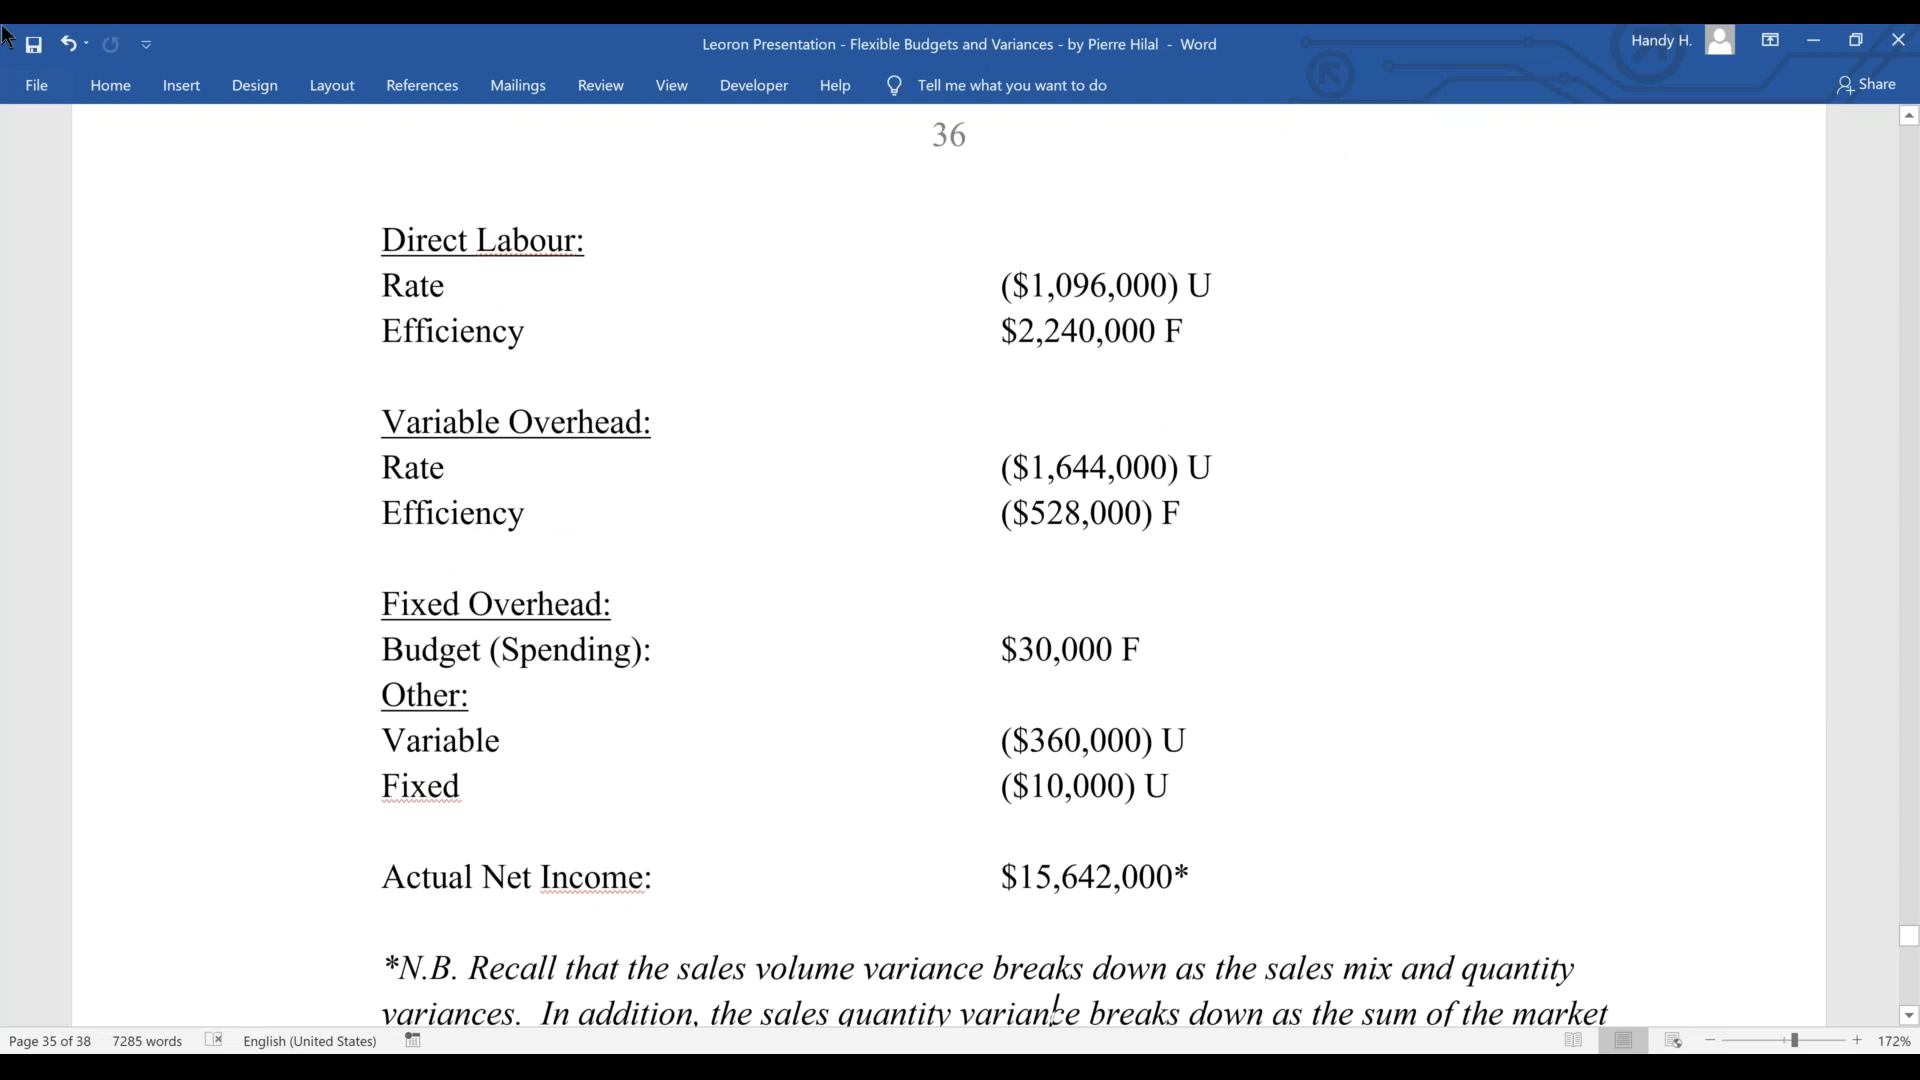 Leoron Presentation - Flexible Budgets and Variances - by Pierre Hilal - Word
Handy H.
File Home Insert Design Layout References Mailings Review View Developer Help Tell me what you want to do
Share
36
Direct Labour:
Rate ($1,096,000) U
Efficiency $2,240,000 F
Variable Overhead:
Rate ($1,644,000) U
Efficiency ($528,000) F
Fixed Overhead:
Budget (Spending): $30,000 F
Other:
Variable ($360,000) U
Fixed ($10,000) U
Actual Net Income: $15,642,000*
*N.B. Recall that the sales volume variance breaks down as the sales mix and quantity
variances. In addition, the sales quantity variance breaks down as the sum of the market
Page 35 of 38 7285 words English (United States) 172%